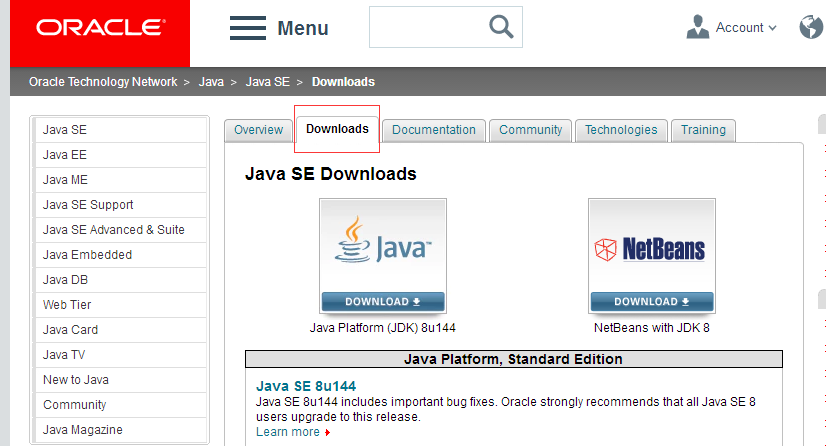 ORACLE® Menu Account
Oracle Technology Network > Java > Java SE > Downloads
Java SE
Java EE
Java ME
Java SE Support
Java SE Advanced & Suite
Java Embedded
Java DB
Web Tier
Java Card
Java TV
New to Java
Community
Java Magazine
Overview Downloads Documentation Community Technologies Training
Java SE Downloads
Java™ NetBeans
DOWNLOAD DOWNLOAD
Java Platform (JDK) 8u144 NetBeans with JDK 8
Java Platform, Standard Edition
Java SE 8u144
Java SE 8u144 includes important bug fixes. Oracle strongly recommends that all Java SE 8
users upgrade to this release.
Learn more